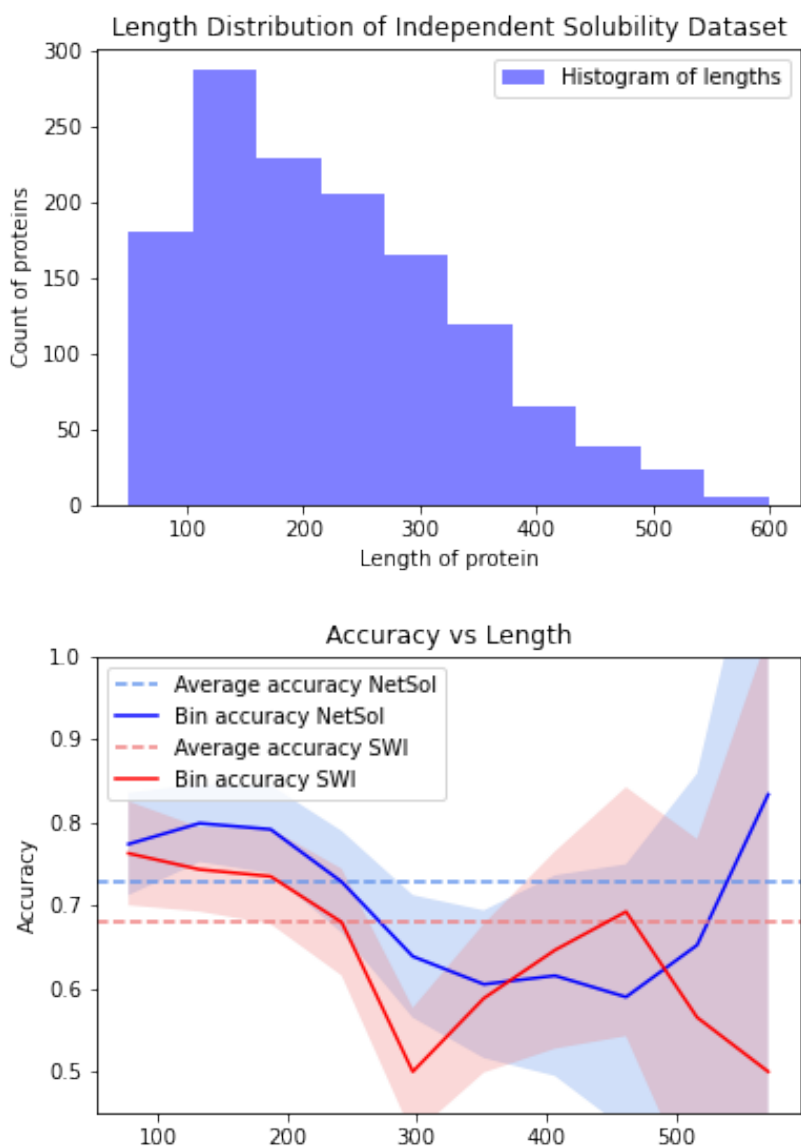 Length Distribution of Independent Solubility Dataset
300
250
200
150
100
50
0
Count of proteins
Histogram of lengths
100 200 300 400 500 600
Length of protein
Accuracy vs Length
1.0
0.9
0.8
0.7
0.6
0.5
Accuracy
Average accuracy NetSol
Bin accuracy NetSol
Average accuracy SWI
Bin accuracy SWI
100 200 300 400 500